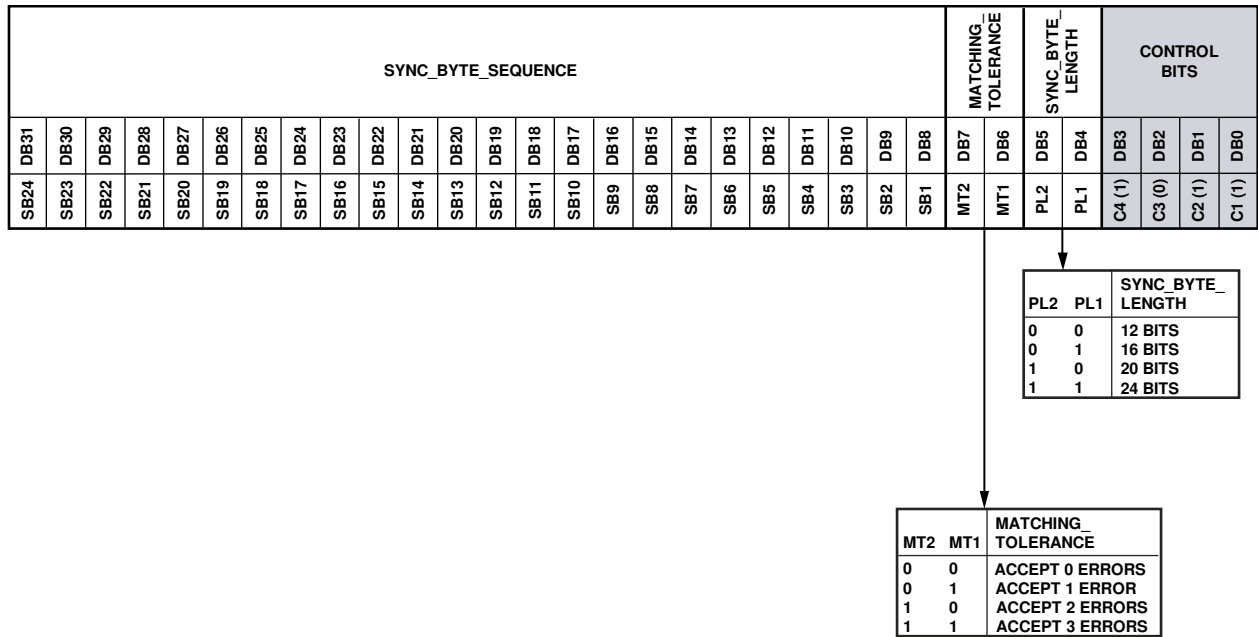 SYNC_BYTE_SEQUENCE
MATCHING_
TOLERANCE
SYNC_BYTE_
LENGTH
CONTROL
BITS
DB31 DB30 DB29 DB28 DB27 DB26 DB25 DB24 DB23 DB22 DB21 DB20 DB19 DB18 DB17 DB16 DB15 DB14 DB13 DB12 DB11 DB10 DB9 DB8 DB7 DB6 DB5 DB4 DB3 DB2 DB1 DB0
SB24 SB23 SB22 SB21 SB20 SB19 SB18 SB17 SB16 SB15 SB14 SB13 SB12 SB11 SB10 SB9 SB8 SB7 SB6 SB5 SB4 SB3 SB2 SB1 MT2 MT1 PL2 PL1 C4 (1) C3 (0) C2 (1) C1 (1)
SYNC_BYTE_
PL2 PL1 LENGTH
0 0 12 BITS
0 1 16 BITS
1 0 20 BITS
1 1 24 BITS
MATCHING_
MT2 MT1 TOLERANCE
0 0 ACCEPT 0 ERRORS
0 1 ACCEPT 1 ERROR
1 0 ACCEPT 2 ERRORS
1 1 ACCEPT 3 ERRORS